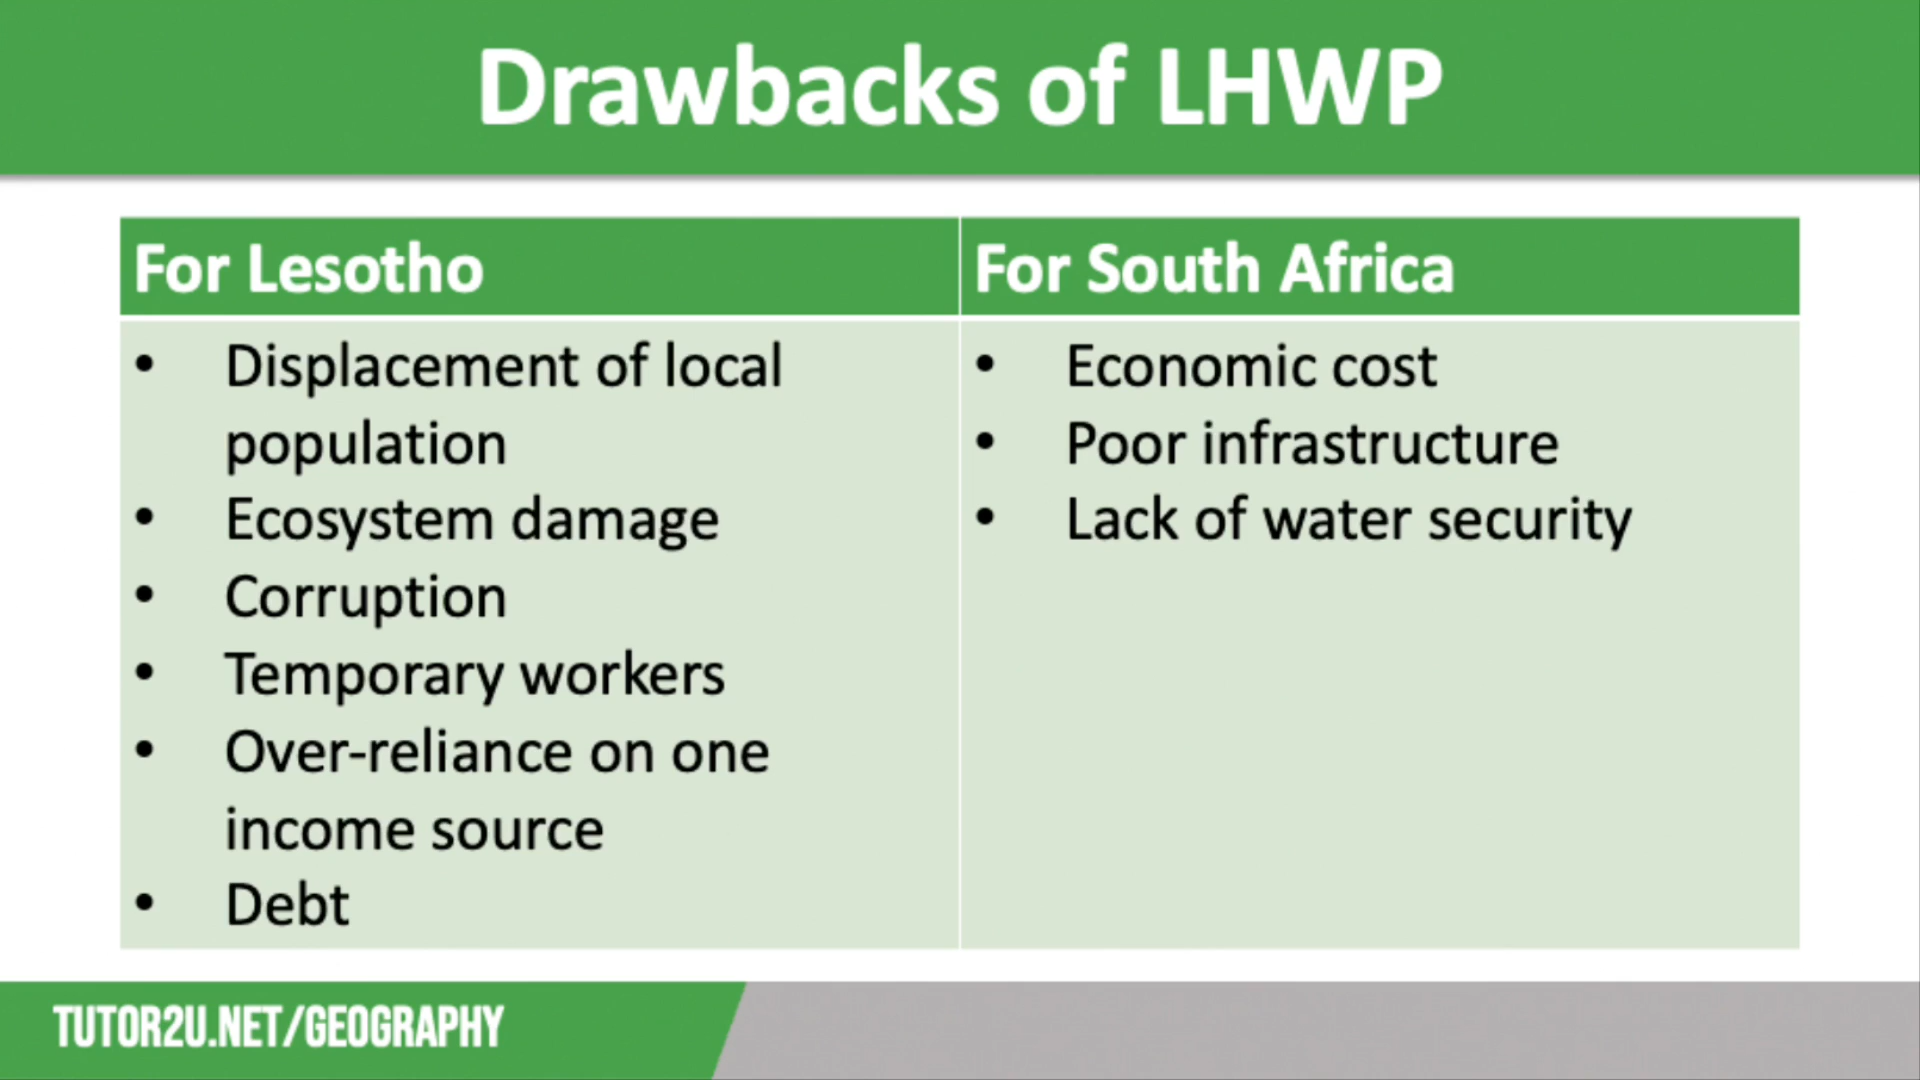 Drawbacks of LHWP
For Lesotho
• Displacement of local
population
• Ecosystem damage
• Corruption
• Temporary workers
• Over-reliance on one
income source
• Debt
For South Africa
• Economic cost
• Poor infrastructure
• Lack of water security
TUTOR2U.NET/GEOGRAPHY